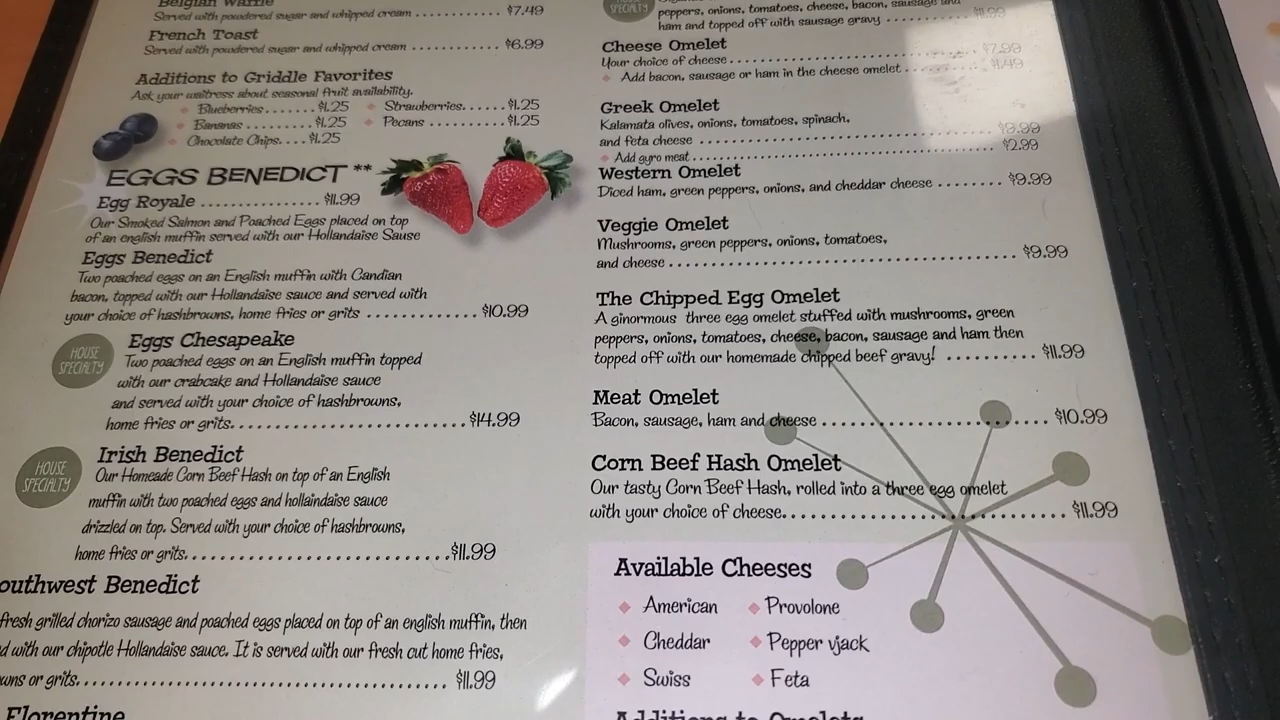 Belgian Waffle
Served with powdered sugar and whipped cream ............... $7.49
French Toast
Served with powdered sugar and whipped cream ............... $6.99
Additions to Griddle Favorites
Ask your waitress about seasonal fruit availability.
Blueberries....... $1.25
Strawberries...... $1.25
Bananas .......... $1.25
Pecans .......... $1.25
Chocolate Chips.... $1.25
EGGS BENEDICT **
Egg Royale .................... $11.99
Our Smoked Salmon and Poached Eggs placed on top
of an english muffin served with our Hollandaise Sause
Eggs Benedict
Two poached eggs on an English muffin with Candian
bacon, topped with our Hollandaise sauce and served with
your choice of hashbrowns, home fries or grits ................ $10.99
HOUSE
SPECIALTY
Eggs Chesapeake
Two poached eggs on an English muffin topped
with our crabcake and Hollandaise sauce
and served with your choice of hashbrowns,
home fries or grits.................................. $14.99
HOUSE
SPECIALTY
Irish Benedict
Our Homeade Corn Beef Hash on top of an English
muffin with two poached eggs and hollaindaise sauce
drizzled on top. Served with your choice of hashbrowns,
home fries or grits.................................. $11.99
outhwest Benedict
fresh grilled chorizo sausage and poached eggs placed on top of an english muffin, then
d with our chipotle Hollandaise sauce. It is served with our fresh cut home fries,
wns or grits.................................................. $11.99
Florentine
SPECIALTY
peppers, onions, tomatoes, cheese, bacon, sausage and
ham and topped off with sausage gravy .............. $11.99
Cheese Omelet
Your choice of cheese.................................... $7.99
Add bacon, sausage or ham in the cheese omelet ............ $1.49
Greek Omelet
Kalamata olives, onions, tomatoes, spinach,
and feta cheese .......................................... $9.99
Add gyro meat............................................ $2.99
Western Omelet
Diced ham, green peppers, onions, and cheddar cheese ........ $9.99
Veggie Omelet
Mushrooms, green peppers, onions, tomatoes,
and cheese................................................ $9.99
The Chipped Egg Omelet
A ginormous three egg omelet stuffed with mushrooms, green
peppers, onions, tomatoes, cheese, bacon, sausage and ham then
topped off with our homemade chipped beef gravy! .......... $11.99
Meat Omelet
Bacon, sausage, ham and cheese ........................... $10.99
Corn Beef Hash Omelet
Our tasty Corn Beef Hash, rolled into a three egg omelet
with your choice of cheese................................ $11.99
Available Cheeses
American
Provolone
Cheddar
Pepper vjack
Swiss
Feta
Additions to Omelets